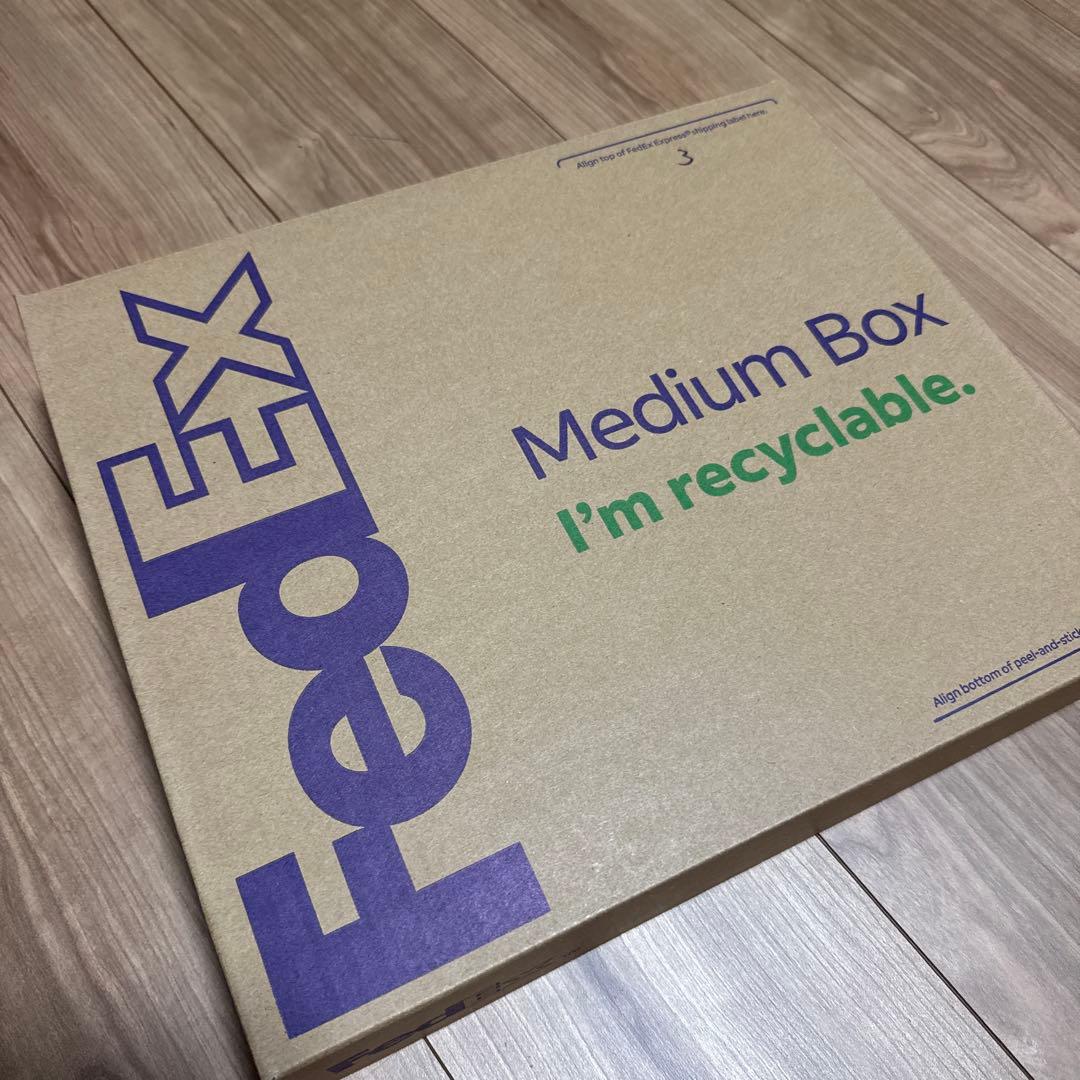 Align top of FedEx Express® shipping label here.
3
FedEx
Medium Box
I'm recyclable.
Align bottom of peel-and-stick